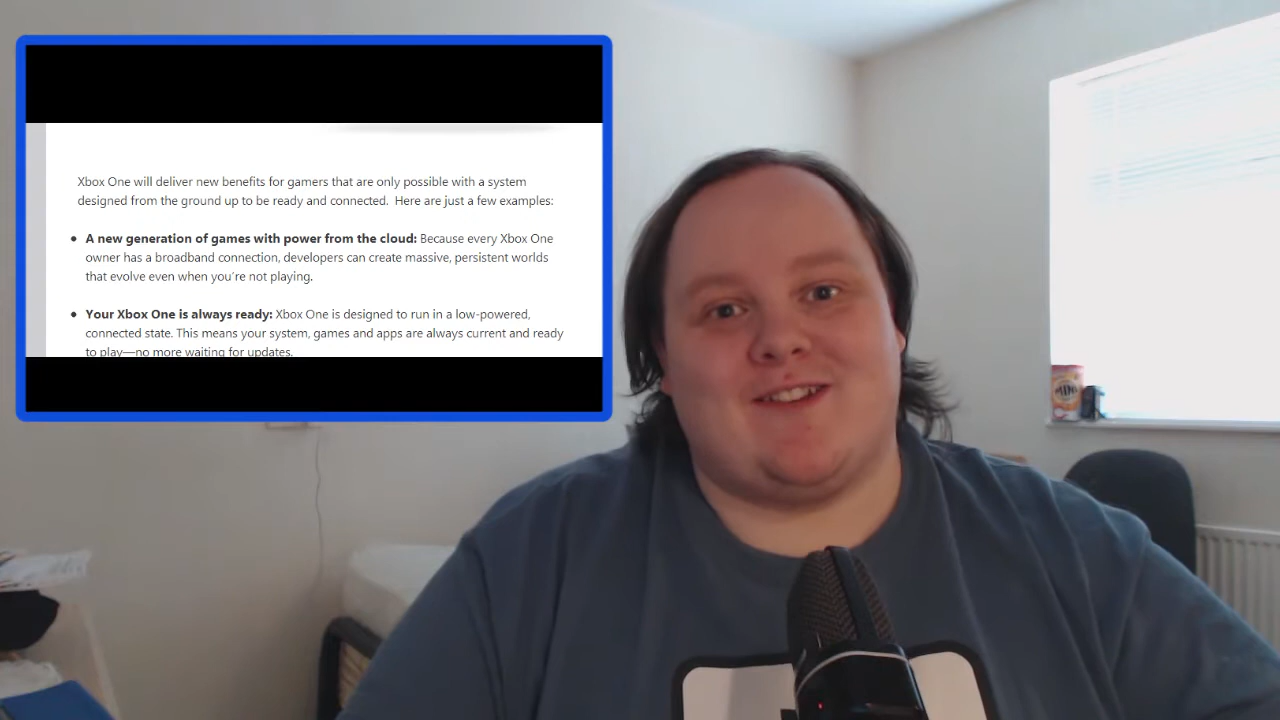 Xbox One will deliver new benefits for gamers that are only possible with a system
designed from the ground up to be ready and connected.  Here are just a few examples:
• A new generation of games with power from the cloud: Because every Xbox One
owner has a broadband connection, developers can create massive, persistent worlds
that evolve even when you're not playing.
• Your Xbox One is always ready: Xbox One is designed to run in a low-powered,
connected state. This means your system, games and apps are always current and ready
to play—no more waiting for updates.